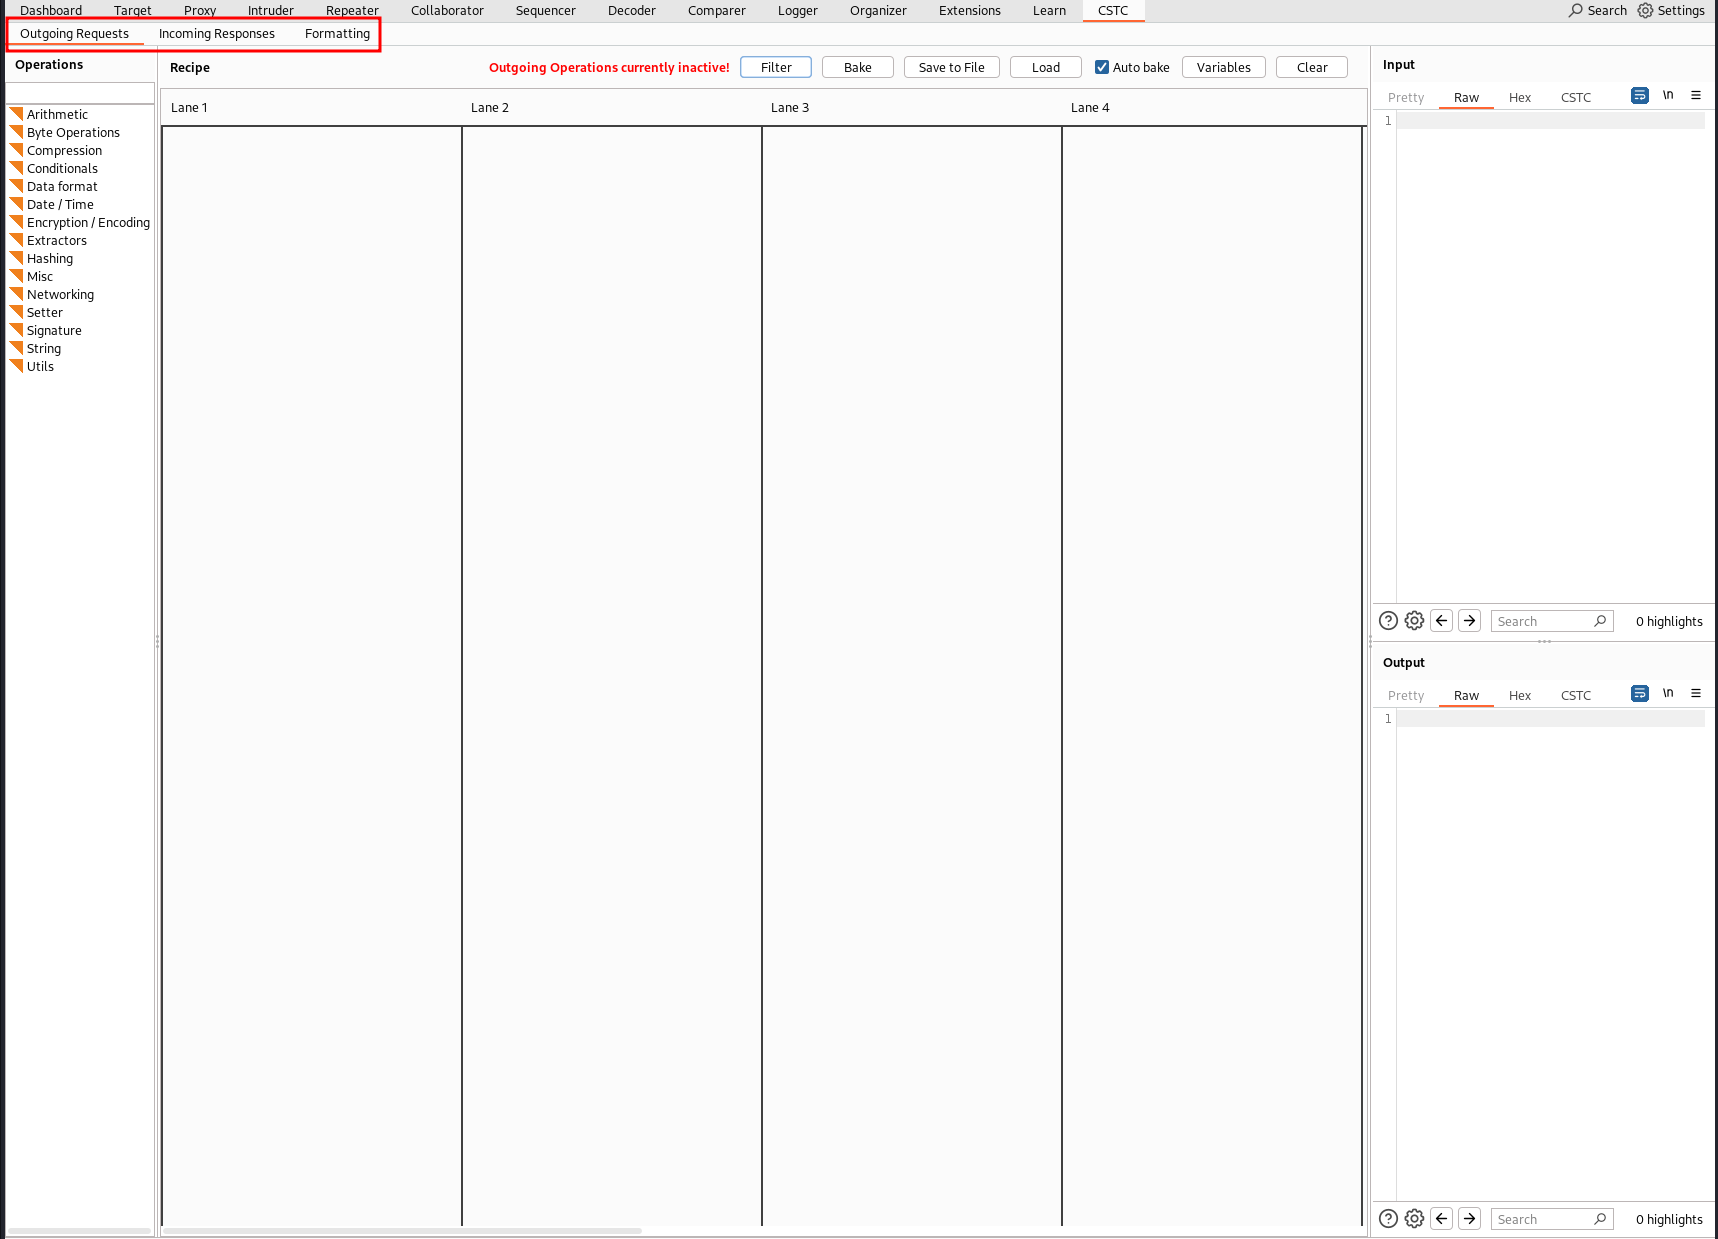 Dashboard Target Proxy Intruder Repeater Collaborator Sequencer Decoder Comparer Logger Organizer Extensions Learn CSTC Search Settings
Outgoing Requests Incoming Responses Formatting
Operations
Arithmetic
Byte Operations
Compression
Conditionals
Data format
Date / Time
Encryption / Encoding
Extractors
Hashing
Misc
Networking
Setter
Signature
String
Utils
Recipe Outgoing Operations currently inactive! Filter Bake Save to File Load Auto bake Variables Clear
Lane 1 Lane 2 Lane 3 Lane 4
Input
Pretty Raw Hex CSTC \n
1
Search 0 highlights
Output
Pretty Raw Hex CSTC \n
1
Search 0 highlights